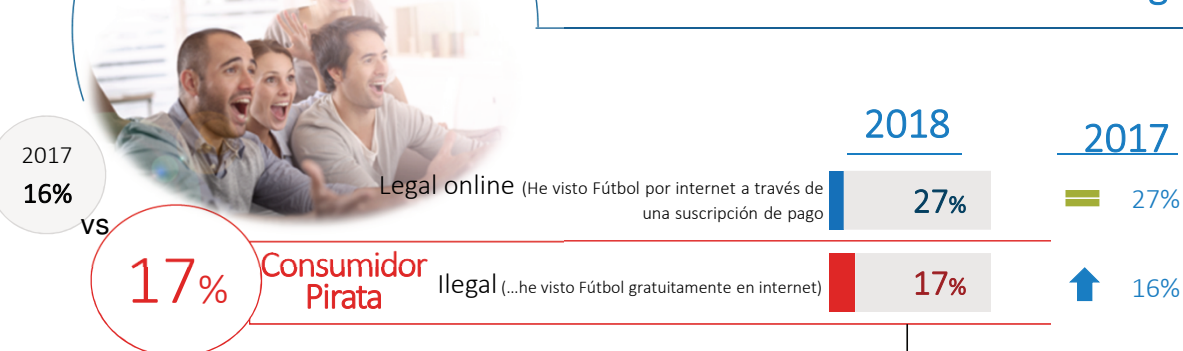 2018
2017
2017
16%
vs
Legal online (He visto Fútbol por internet a través de
una suscripción de pago
27%
27%
17%
Consumidor
Pirata
Ilegal (...he visto Fútbol gratuitamente en internet)
17%
16%